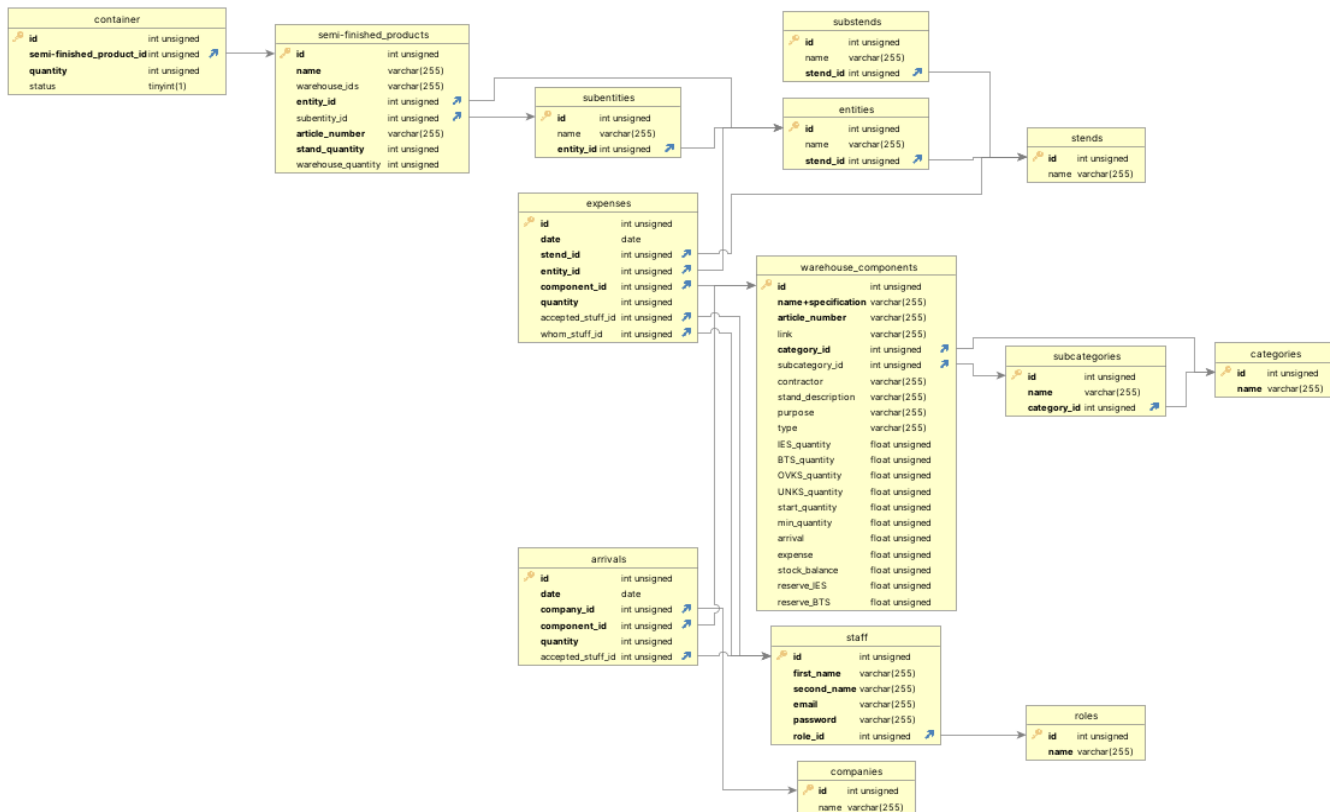 container
id int unsigned
semi-finished_product_id int unsigned
quantity int unsigned
status tinyint(1)
semi-finished_products
id int unsigned
name varchar(255)
warehouse_ids varchar(255)
entity_id int unsigned
subentity_id int unsigned
article_number varchar(255)
stand_quantity int unsigned
warehouse_quantity int unsigned
subentities
id int unsigned
name varchar(255)
entity_id int unsigned
substends
id int unsigned
name varchar(255)
stend_id int unsigned
entities
id int unsigned
name varchar(255)
stend_id int unsigned
stends
id int unsigned
name varchar(255)
expenses
id int unsigned
date date
stend_id int unsigned
entity_id int unsigned
component_id int unsigned
quantity int unsigned
accepted_stuff_id int unsigned
whom_stuff_id int unsigned
warehouse_components
id int unsigned
name+specification varchar(255)
article_number varchar(255)
link varchar(255)
category_id int unsigned
subcategory_id int unsigned
contractor varchar(255)
stand_description varchar(255)
purpose varchar(255)
type varchar(255)
IES_quantity float unsigned
BTS_quantity float unsigned
OVKS_quantity float unsigned
UNKS_quantity float unsigned
start_quantity float unsigned
min_quantity float unsigned
arrival float unsigned
expense float unsigned
stock_balance float unsigned
reserve_IES float unsigned
reserve_BTS float unsigned
subcategories
id int unsigned
name varchar(255)
category_id int unsigned
categories
id int unsigned
name varchar(255)
arrivals
id int unsigned
date date
company_id int unsigned
component_id int unsigned
quantity int unsigned
accepted_stuff_id int unsigned
staff
id int unsigned
first_name varchar(255)
second_name varchar(255)
email varchar(255)
password varchar(255)
role_id int unsigned
roles
id int unsigned
name varchar(255)
companies
id int unsigned
name varchar(255)